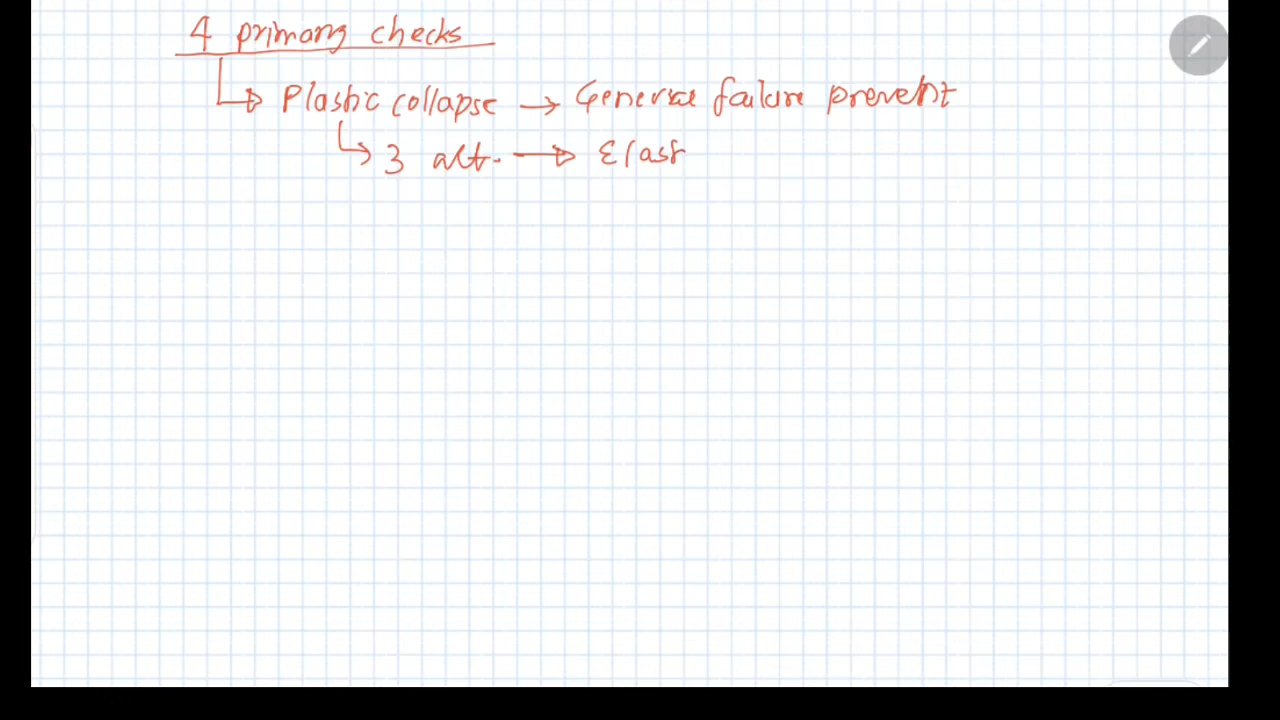 4 primary checks
Plastic collapse → General failure prevent
3 alt. → Elast